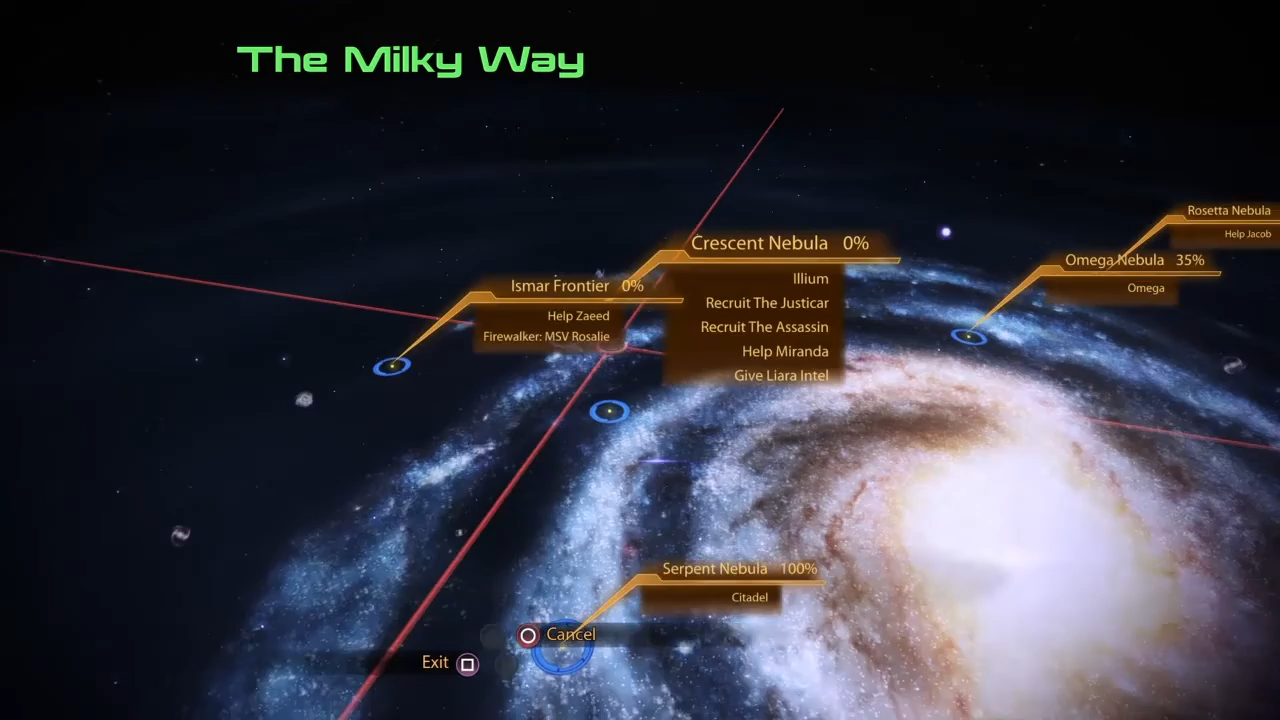 The Milky Way
Rosetta Nebula
Help Jacob
Crescent Nebula 0%
Illium
Recruit The Justicar
Recruit The Assassin
Help Miranda
Give Liara Intel
Omega Nebula 35%
Omega
Ismar Frontier 0%
Help Zaeed
Firewalker: MSV Rosalie
Serpent Nebula 100%
Citadel
Cancel
Exit